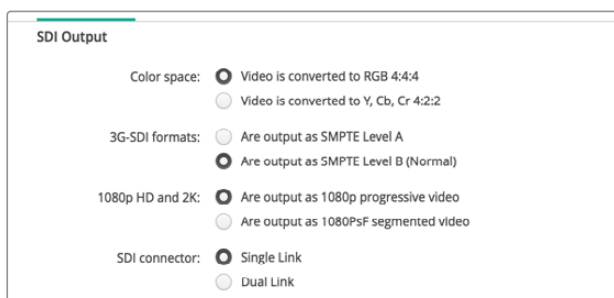 SDI Output
Color space: Video is converted to RGB 4:4:4
Video is converted to Y, Cb, Cr 4:2:2
3G-SDI formats: Are output as SMPTE Level A
Are output as SMPTE Level B (Normal)
1080p HD and 2K: Are output as 1080p progressive video
Are output as 1080PsF segmented video
SDI connector: Single Link
Dual Link